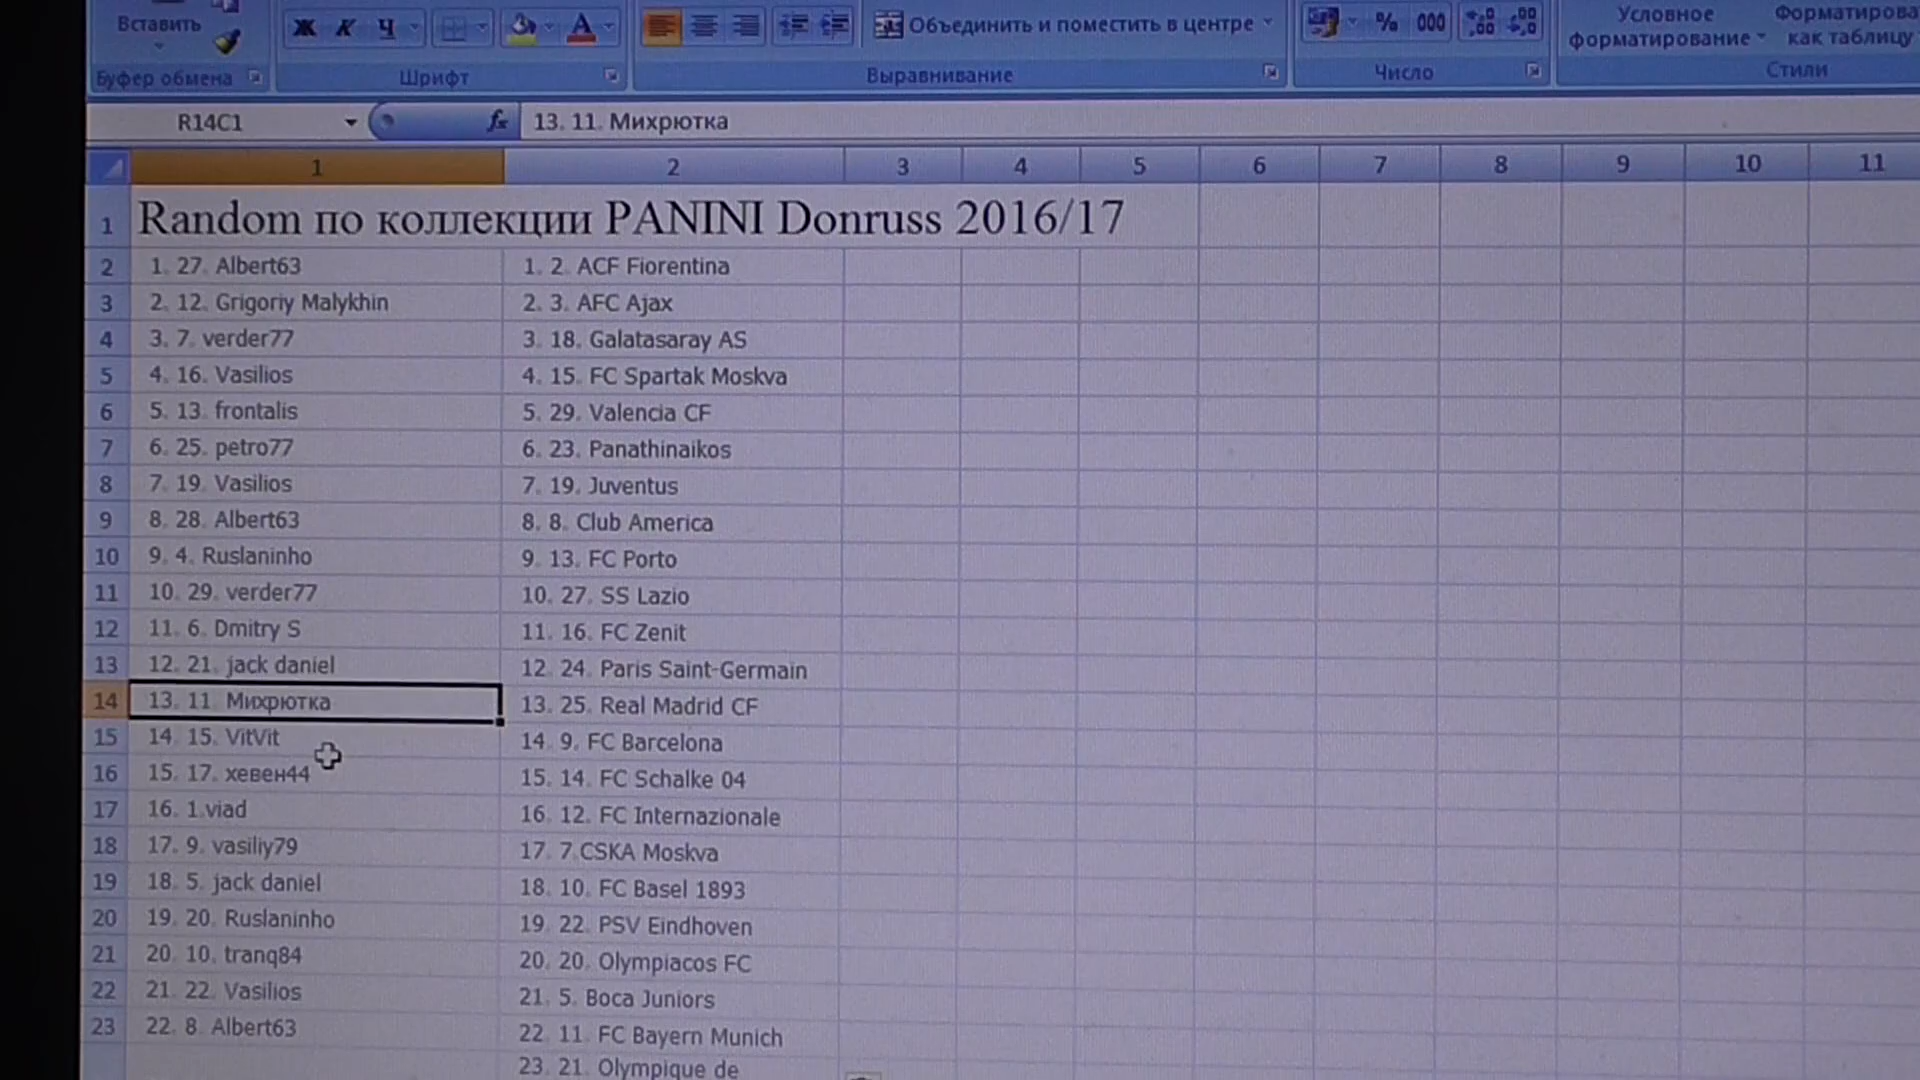 Вставить
Ж К Ч
А
Объединить и поместить в центре
% 000
Условное форматирование
как таблицу
Буфер обмена
Шрифт
Выравнивание
Число
Стили
R14C1
fx 13. 11. Михрютка
1 2 3 4 5 6 7 8 9 10 11
1 Random по коллекции PANINI Donruss 2016/17
2 1. 27. Albert63 1. 2. ACF Fiorentina
3 2. 12. Grigoriy Malykhin 2. 3. AFC Ajax
4 3. 7. verder77 3. 18. Galatasaray AS
5 4. 16. Vasilios 4. 15. FC Spartak Moskva
6 5. 13. frontalis 5. 29. Valencia CF
7 6. 25. petro77 6. 23. Panathinaikos
8 7. 19. Vasilios 7. 19. Juventus
9 8. 28. Albert63 8. 8. Club America
10 9. 4. Ruslaninho 9. 13. FC Porto
11 10. 29. verder77 10. 27. SS Lazio
12 11. 6. Dmitry S 11. 16. FC Zenit
13 12. 21. jack daniel 12. 24. Paris Saint-Germain
14 13. 11. Михрютка 13. 25. Real Madrid CF
15 14. 15. VitVit 14. 9. FC Barcelona
16 15. 17. хевен44 15. 14. FC Schalke 04
17 16. 1.viad 16. 12. FC Internazionale
18 17. 9. vasiliy79 17. 7.CSKA Moskva
19 18. 5. jack daniel 18. 10. FC Basel 1893
20 19. 20. Ruslaninho 19. 22. PSV Eindhoven
21 20. 10. tranq84 20. 20. Olympiacos FC
22 21. 22. Vasilios 21. 5. Boca Juniors
23 22. 8. Albert63 22. 11. FC Bayern Munich
23. 21. Olympique de